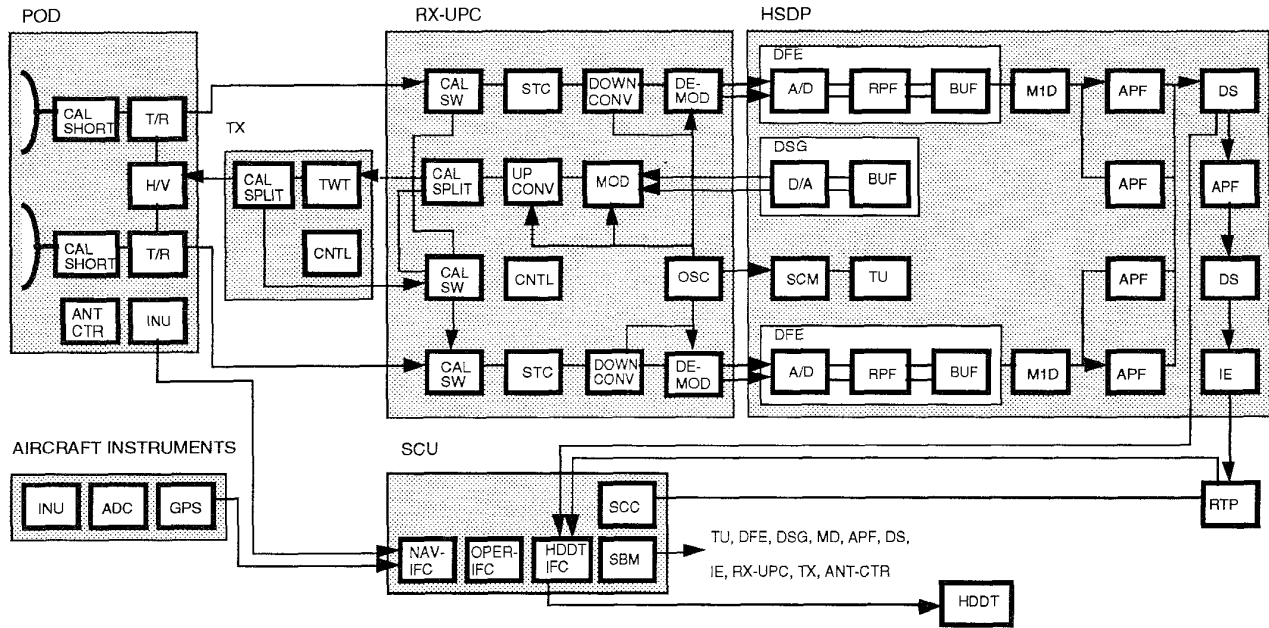 POD
RX-UPC
HSDP
DFE
CAL SW
STC
DOWN CONV
DE-MOD
A/D
RPF
BUF
M1D
APF
DS
CAL SHORT
T/R
TX
DSG
H/V
CAL SPLIT
TWT
CAL SPLIT
UP CONV
MOD
D/A
BUF
APF
APF
CAL SHORT
T/R
CNTL
CAL SW
CNTL
OSC
SCM
TU
APF
DS
ANT CTR
INU
DFE
CAL SW
STC
DOWN CONV
DE-MOD
A/D
RPF
BUF
M1D
APF
IE
AIRCRAFT INSTRUMENTS
SCU
INU
ADC
GPS
SCC
RTP
NAV-IFC
OPER-IFC
HDDT IFC
SBM
TU, DFE, DSG, MD, APF, DS,
IE, RX-UPC, TX, ANT-CTR
HDDT